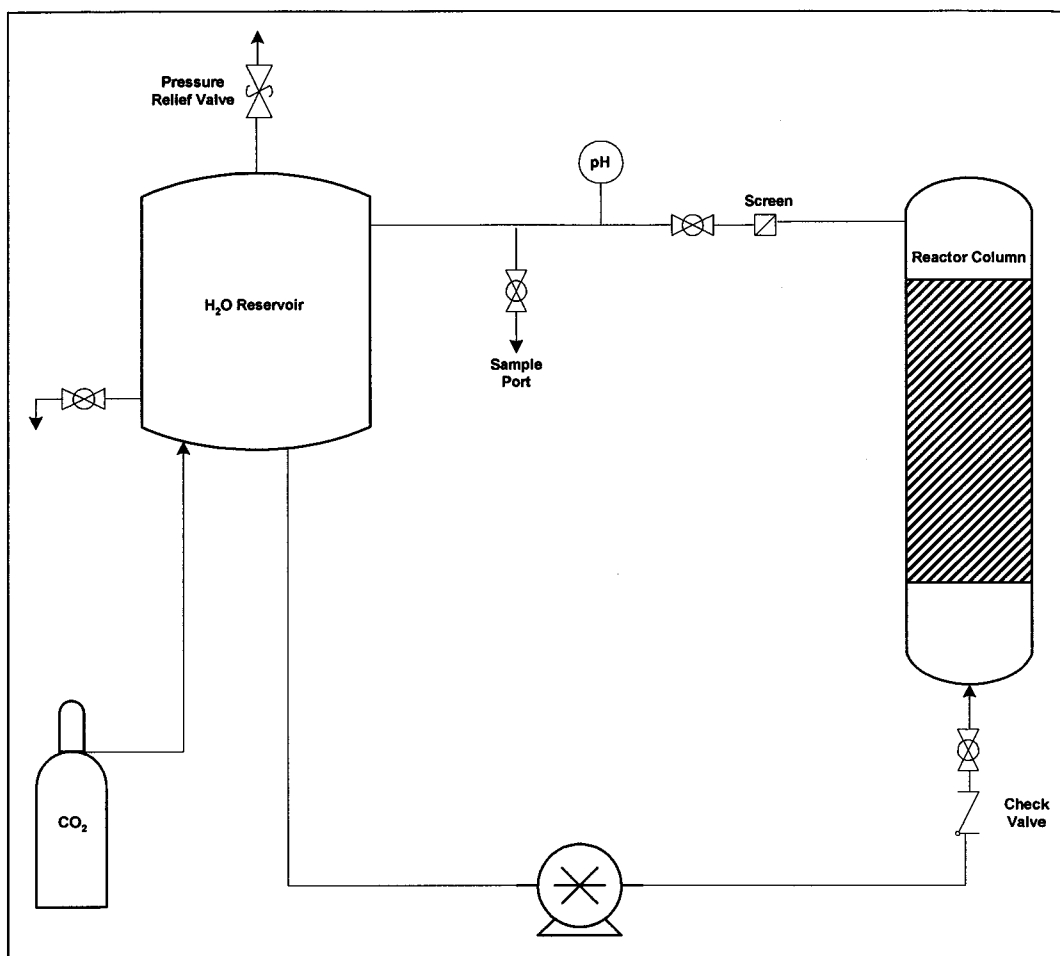 Pressure
Relief Valve
pH
Screen
Reactor Column
H₂O Reservoir
Sample
Port
CO₂
Check
Valve